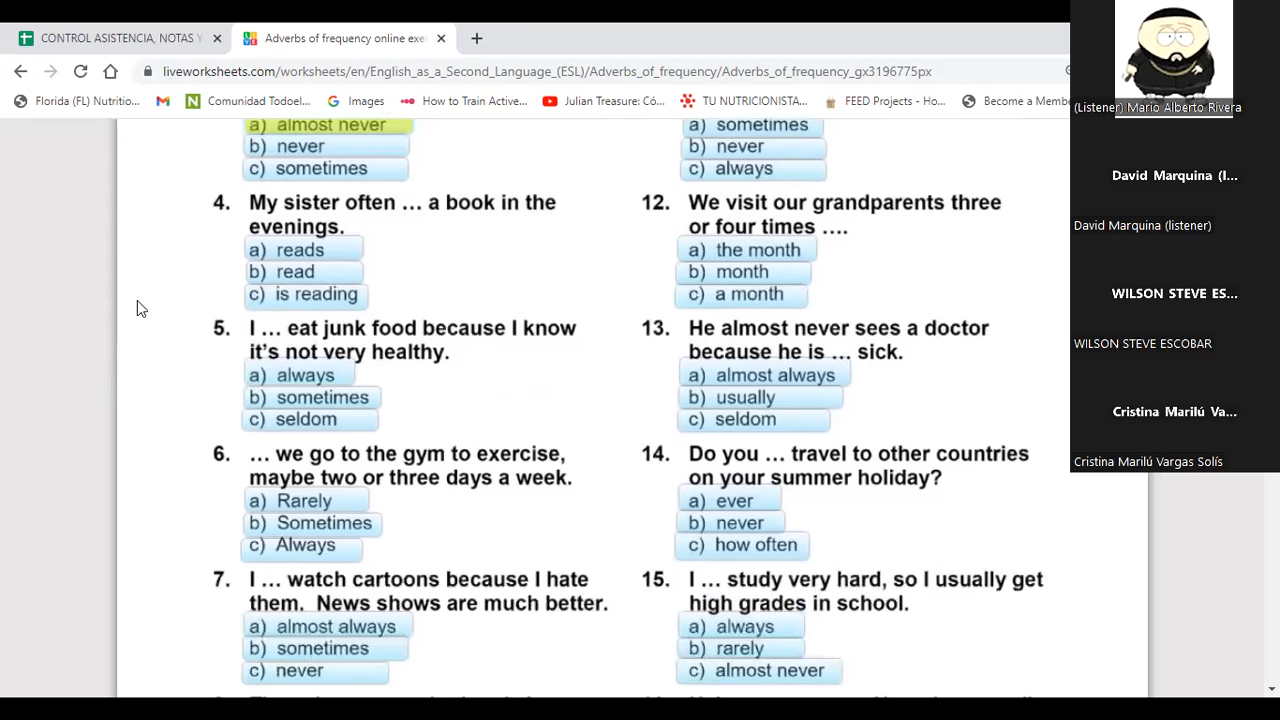 CONTROL ASISTENCIA, NOTAS Y
Adverbs of frequency online exe
liveworksheets.com/worksheets/en/English_as_a_Seend_Language_(ESL)/Adverbs_of_frequency/Adverbs_of_frequency_gx3196775px
Florida (FL) Nutritio...
Comunidad Todoel...
Images
How to Train Active...
Julian Treasure: Có...
TU NUTRICIONISTA...
FEED Projects - Ho...
Become a Membe
a) almost never
b) never
c) sometimes
4. My sister often ... a book in the
evenings.
a) reads
b) read
c) is reading
5. I ... eat junk food because I know
it's not very healthy.
a) always
b) sometimes
c) seldom
6. ... we go to the gym to exercise,
maybe two or three days a week.
a) Rarely
b) Sometimes
c) Always
7. I ... watch cartoons because I hate
them. News shows are much better.
a) almost always
b) sometimes
c) never
a) sometimes
b) never
c) always
12. We visit our grandparents three
or four times ....
a) the month
b) month
c) a month
13. He almost never sees a doctor
because he is ... sick.
a) almost always
b) usually
c) seldom
14. Do you ... travel to other countries
on your summer holiday?
a) ever
b) never
c) how often
15. I ... study very hard, so I usually get
high grades in school.
a) always
b) rarely
c) almost never
(Listener) Mario Alberto Rivera
David Marquina (l...
David Marquina (listener)
WILSON STEVE ES...
WILSON STEVE ESCOBAR
Cristina Marilú Va...
Cristina Marilú Vargas Solís